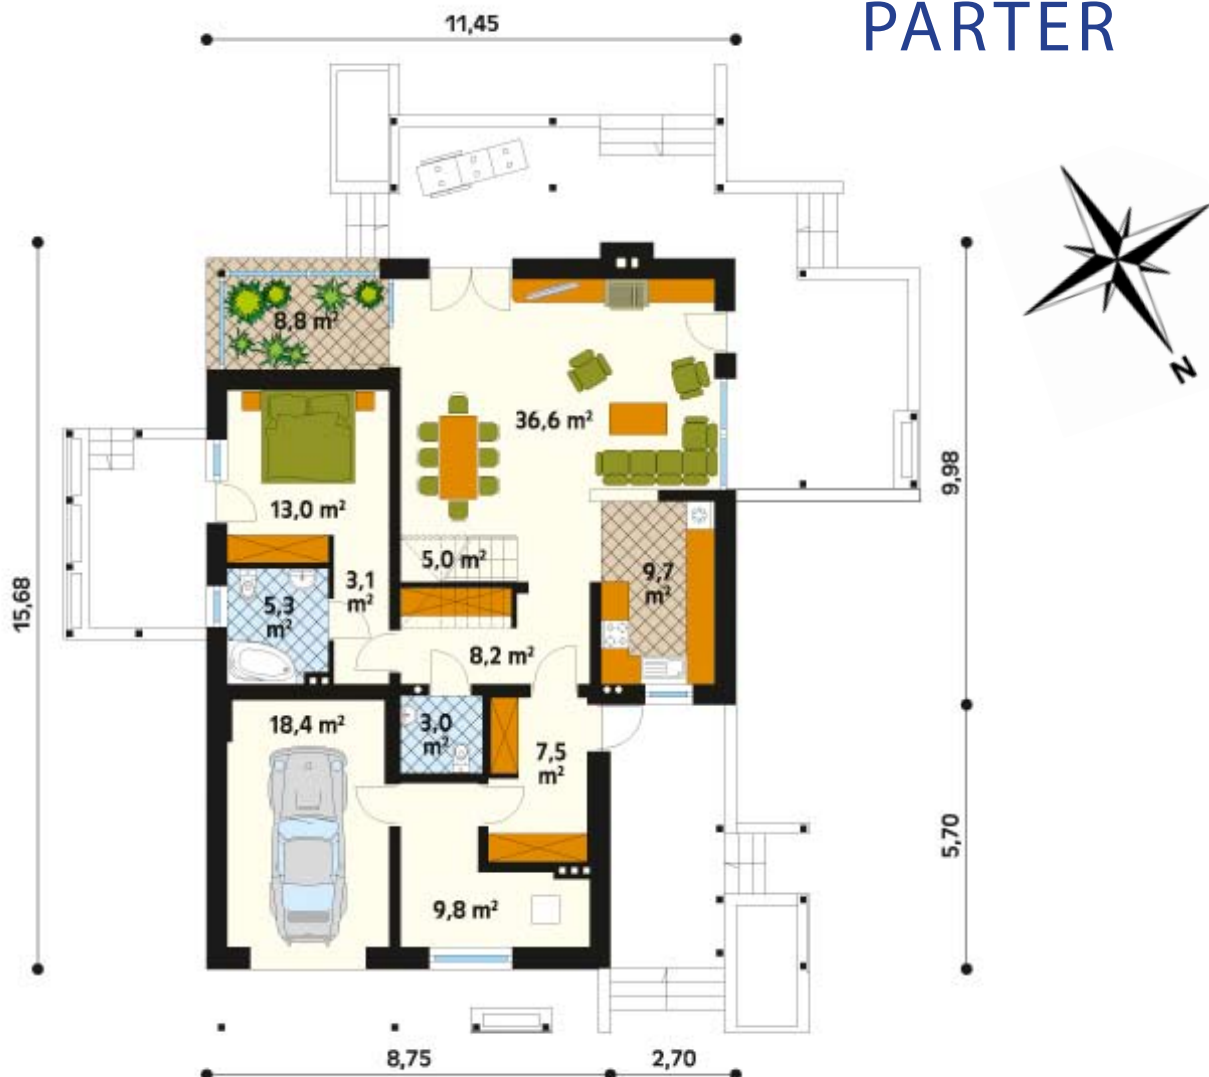 PARTER
11,45
8,8 m²
36,6 m²
13,0 m²
9,98
5,0 m²
3,1
m²
9,7
m²
5,3
m²
15,68
8,2 m²
18,4 m²
3,0
m²
7,5
m²
5,70
9,8 m²
8,75
2,70
N